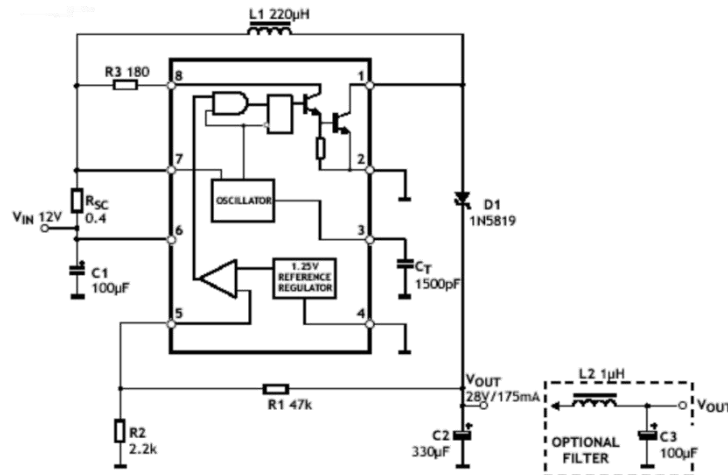 L1 220µH
R3 180
8
1
7
2
OSCILLATOR
RSC
0.4
VIN 12V
6
3
D1
1N5819
C1
100µF
+
CT
1500pF
1.25V
REFERENCE
REGULATOR
5
4
R1 47k
VOUT
28V/175mA
R2
2.2k
C2
330µF
+
L2 1µH
VOUT
OPTIONAL
FILTER
C3
100µF
+